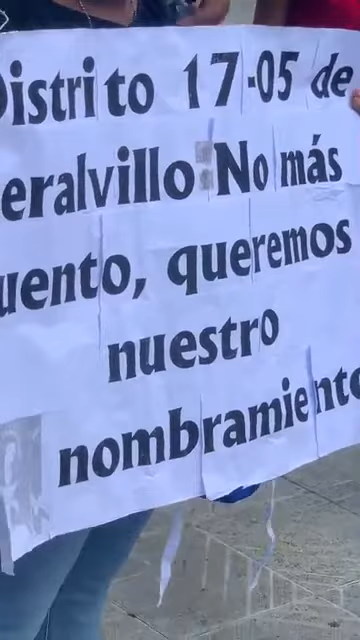 Distrito 17-05 de
eralvillo No más
uento, queremos
nuestro
nombramiento